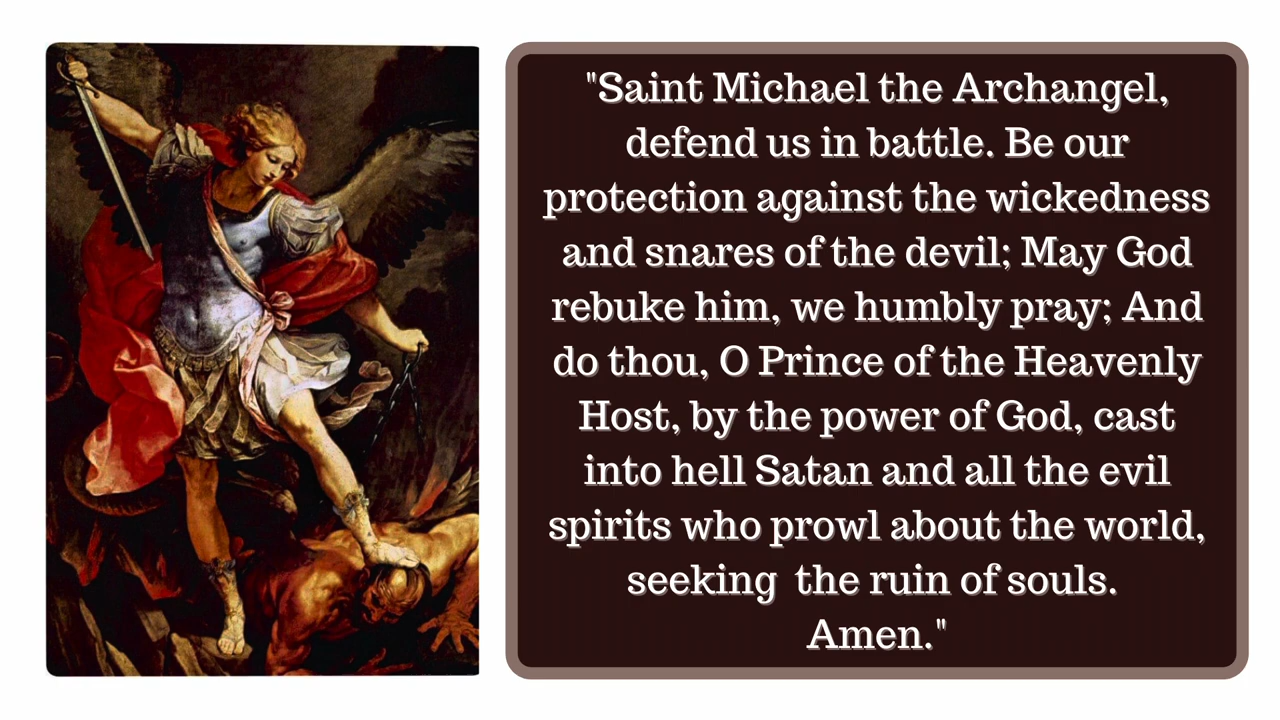 "Saint Michael the Archangel,
defend us in battle. Be our
protection against the wickedness
and snares of the devil; May God
rebuke him, we humbly pray; And
do thou, O Prince of the Heavenly
Host, by the power of God, cast
into hell Satan and all the evil
spirits who prowl about the world,
seeking  the ruin of souls.
Amen."